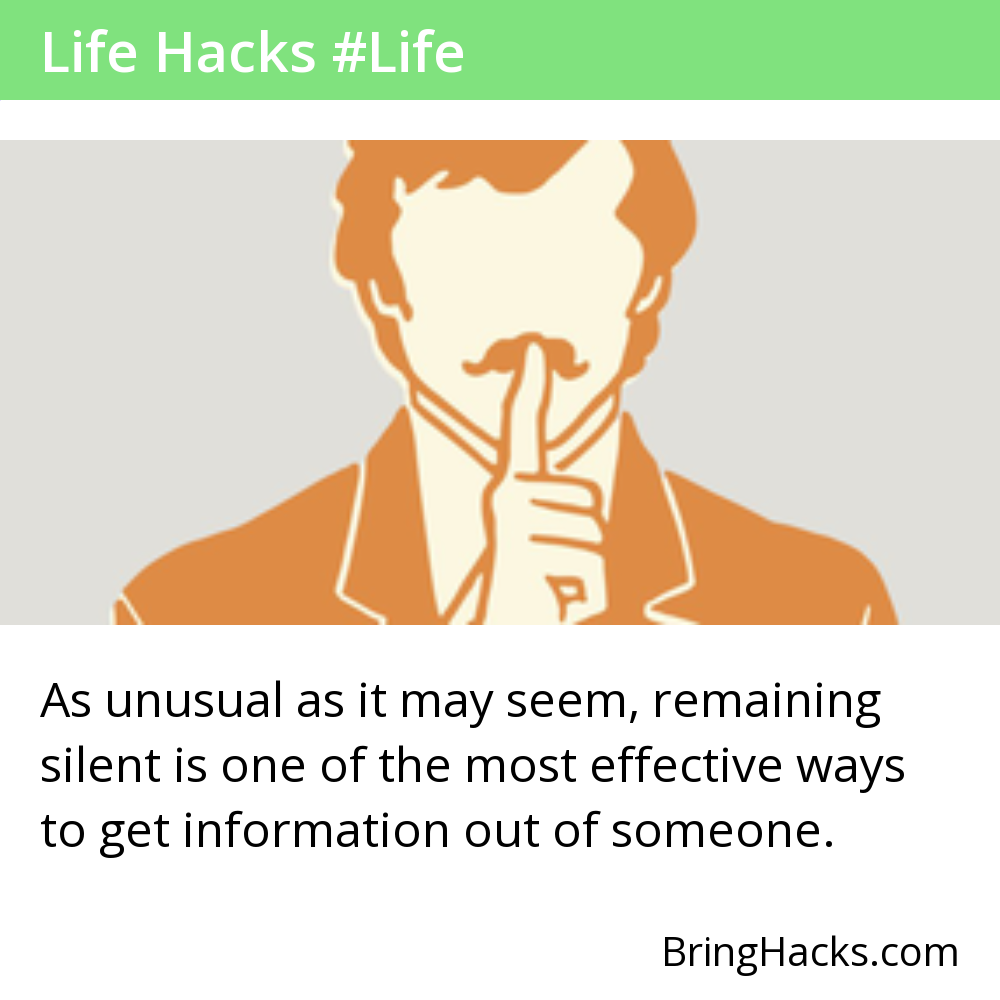 Life Hacks #Life
As unusual as it may seem, remaining
silent is one of the most effective ways
to get information out of someone.
BringHacks.com